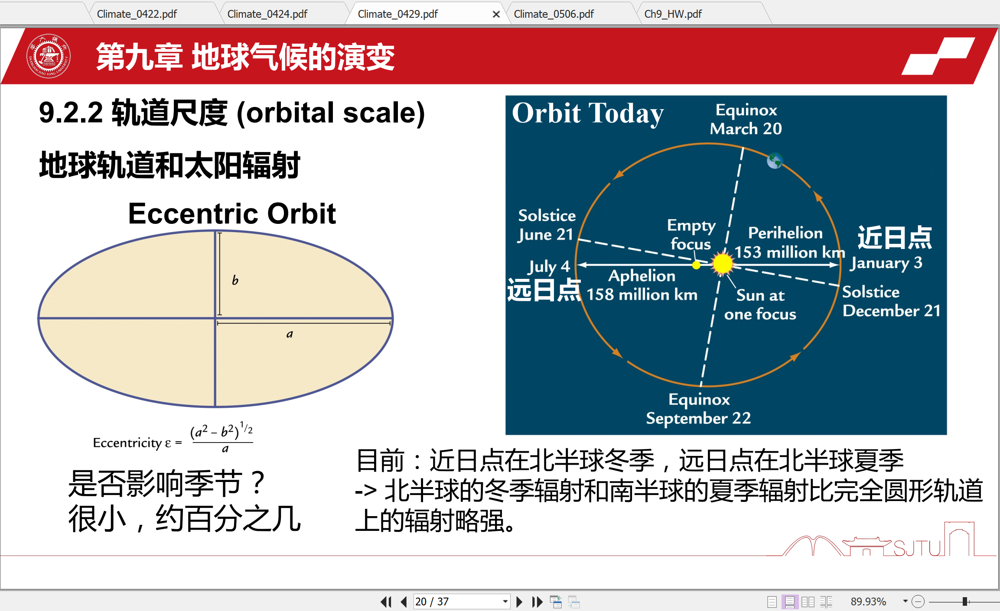 Climate_0422.pdf
Climate_0424.pdf
Climate_0429.pdf
Climate_0506.pdf
Ch9_HW.pdf
SHANGHAI JIAO TONG UNIVERSITY
1896
第九章 地球气候的演变
9.2.2 轨道尺度 (orbital scale)
地球轨道和太阳辐射
Eccentric Orbit
b
a
Eccentricity ε = (a² – b²)^1/2 / a
是否影响季节？
很小，约百分之几
Orbit Today
Equinox
March 20
Solstice
June 21
Empty
focus
Perihelion
153 million km
近日点
January 3
July 4
远日点
Aphelion
158 million km
Sun at
one focus
Solstice
December 21
Equinox
September 22
目前：近日点在北半球冬季，远日点在北半球夏季
-> 北半球的冬季辐射和南半球的夏季辐射比完全圆形轨道
上的辐射略强。
SJTU
20 / 37
89.93%